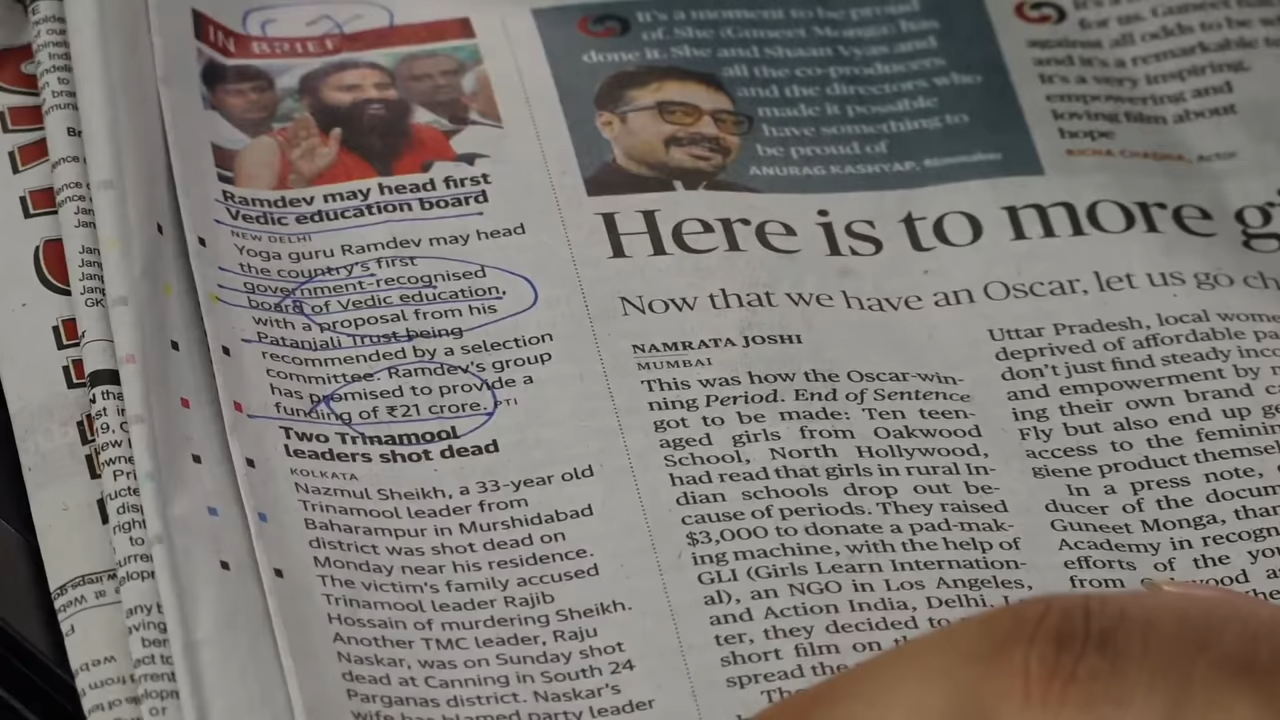 IN BRIEF
Ramdev may head first
Vedic education board
NEW DELHI
Yoga guru Ramdev may head
the country's first
government-recognised
board of Vedic education,
with a proposal from his
Patanjali Trust being
recommended by a selection
committee. Ramdev's group
has promised to provide a
funding of ₹21 crore. PTI
Two Trinamool
leaders shot dead
KOLKATA
Nazmul Sheikh, a 33-year old
Trinamool leader from
Baharampur in Murshidabad
district was shot dead on
Monday near his residence.
The victim's family accused
Trinamool leader Rajib
Hossain of murdering Sheikh.
Another TMC leader, Raju
Naskar, was on Sunday shot
dead at Canning in South 24
Parganas district. Naskar's
wife has blamed party leader
It's a moment to be proud
of. She (Guneet Monga) has
done it. She and Shaan Vyas and
all the co-producers
and the directors who
made it possible
have something to
be proud of
ANURAG KASHYAP, filmmaker
for us. Guneet
against all odds to be
and it's a remarkable
It's a very inspiring,
empowering and
loving film about
hope
RICHA CHADHA, Actor
Here is to more g
Now that we have an Oscar, let us go ch
NAMRATA JOSHI
MUMBAI
This was how the Oscar-win-
ning Period. End of Sentence
got to be made: Ten teen-
aged girls from Oakwood
School, North Hollywood,
had read that girls in rural In-
dian schools drop out be-
cause of periods. They raised
$3,000 to donate a pad-mak-
ing machine, with the help of
GLI (Girls Learn Internation-
al), an NGO in Los Angeles,
and Action India, Delhi. L
ter, they decided to
short film on
spread the
Uttar Pradesh, local wome
deprived of affordable pa
don't just find steady inc
and empowerment by
ing their own brand
Fly but also end up g
access to the feminin
giene product themsel
In a press note,
ducer of the docum
Guneet Monga, than
Academy in recogn
efforts of the yo
from